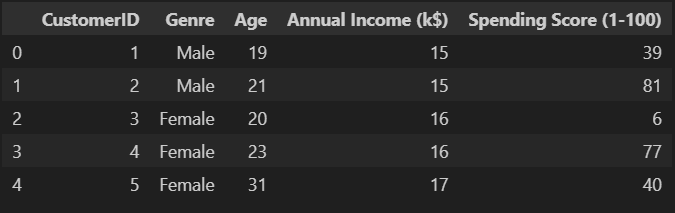 CustomerID Genre Age Annual Income (k$) Spending Score (1-100)
0 1 Male 19 15 39
1 2 Male 21 15 81
2 3 Female 20 16 6
3 4 Female 23 16 77
4 5 Female 31 17 40